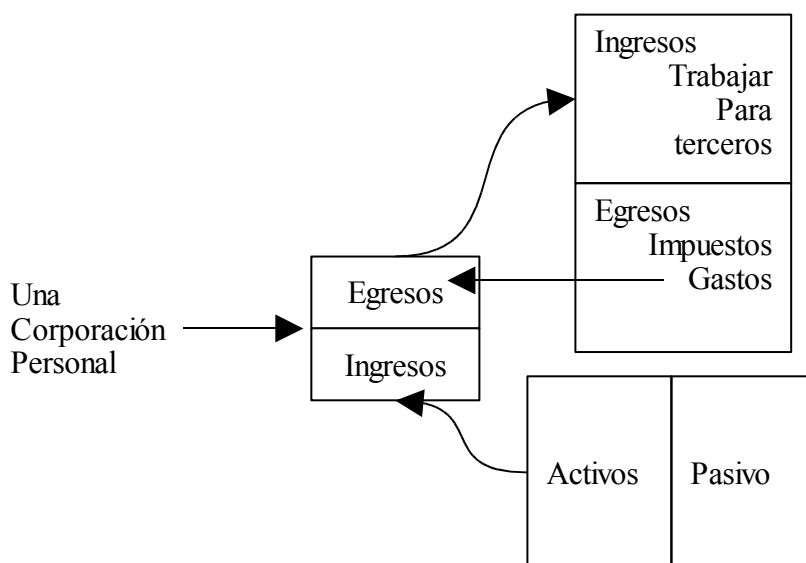 Ingresos
Trabajar
Para
terceros
Egresos
Impuestos
Gastos
Una
Corporación
Personal
Egresos
Ingresos
Activos
Pasivo